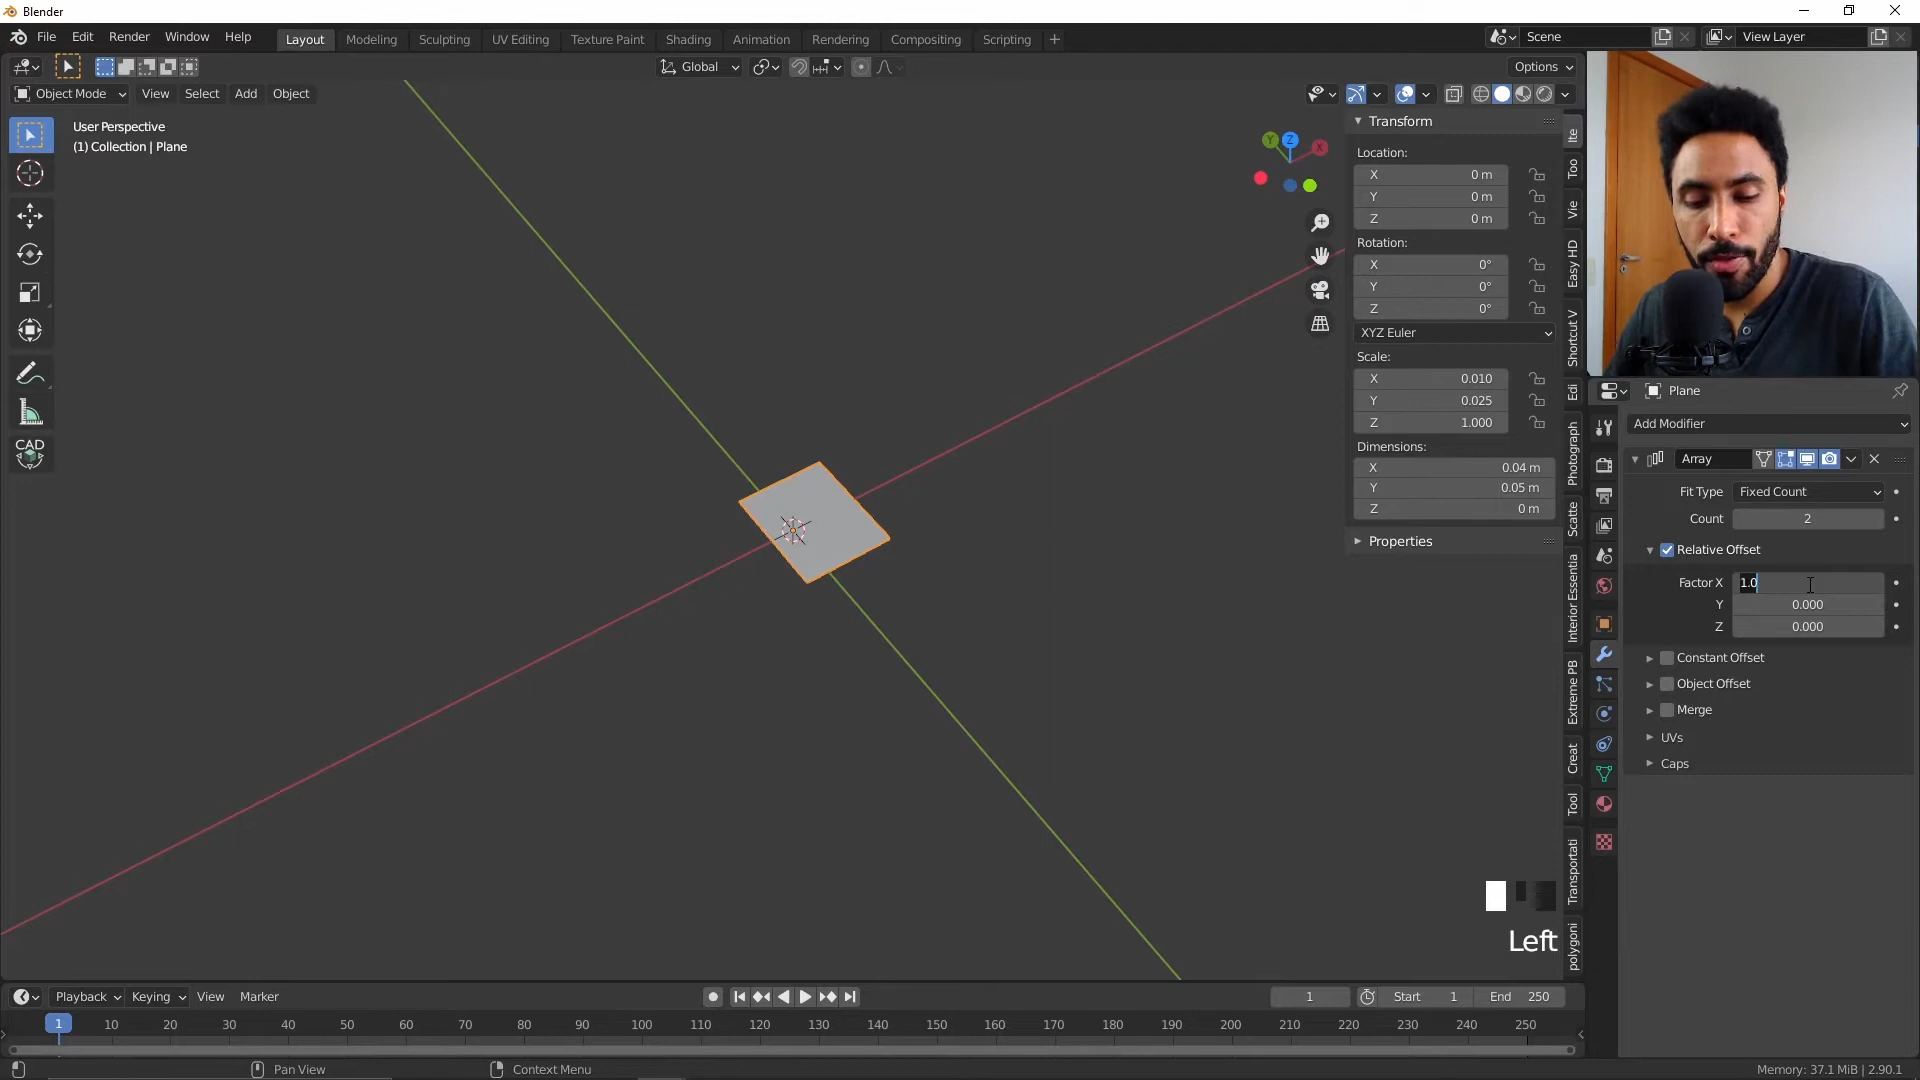 Blender
File Edit Render Window Help Layout Modeling Sculpting UV Editing Texture Paint Shading Animation Rendering Compositing Scripting + Scene View Layer
Global Options
Object Mode View Select Add Object
User Perspective
(1) Collection | Plane
Z
Y
X
CAD
Transform
Location:
X 0 m
Y 0 m
Z 0 m
Rotation:
X 0°
Y 0°
Z 0°
XYZ Euler
Scale:
X 0.010
Y 0.025
Z 1.000
Dimensions:
X 0.04 m
Y 0.05 m
Z 0 m
Properties
Ite
Too
Vie
Easy HD
Shortcut V
Edi
Photograph
Scatte
Interior Essentia
Extreme PB
Creat
Tool
Transportati
polygoni
Plane
Add Modifier
Array
Fit Type Fixed Count
Count 2
Relative Offset
Factor X 1.0
Y 0.000
Z 0.000
Constant Offset
Object Offset
Merge
UVs
Caps
Left
Playback Keying View Marker 1 Start 1 End 250
1 10 20 30 40 50 60 70 80 90 100 110 120 130 140 150 160 170 180 190 200 210 220 230 240 250
Pan View Context Menu Memory: 37.1 MiB | 2.90.1